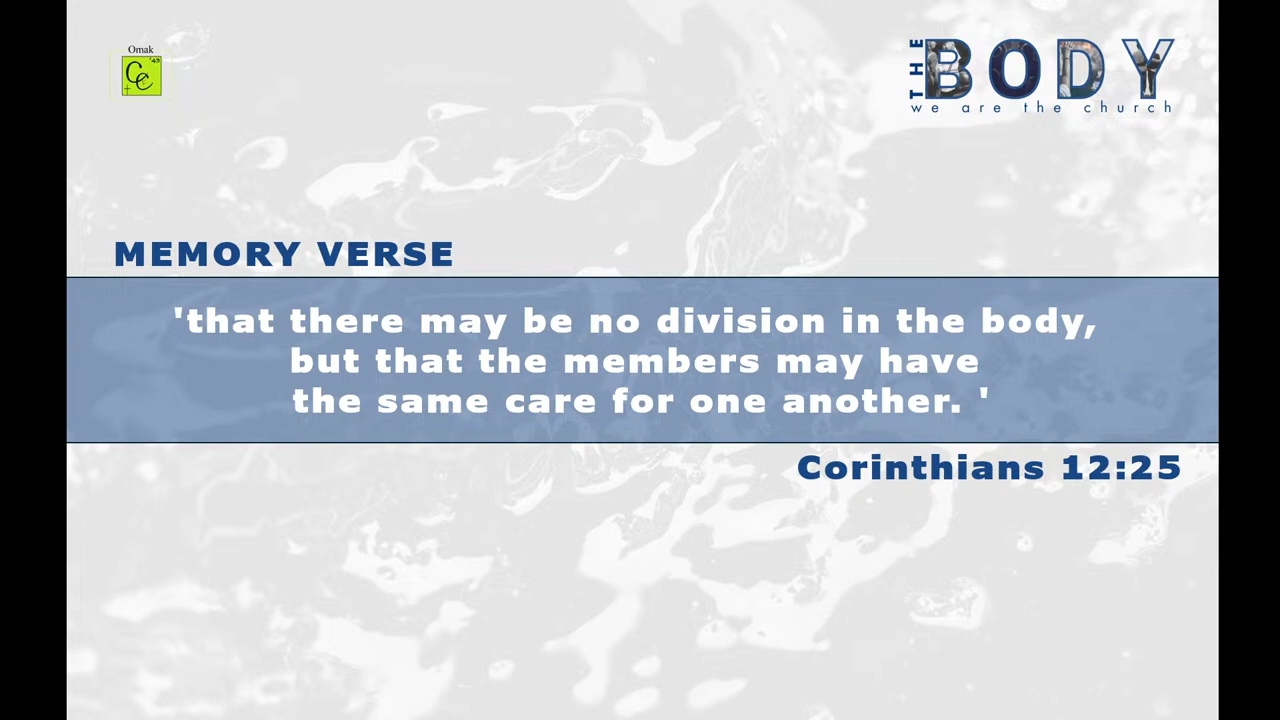 Omak
'43
CC
THE BODY
we are the church
MEMORY VERSE
'that there may be no division in the body,
but that the members may have
the same care for one another. '
Corinthians 12:25